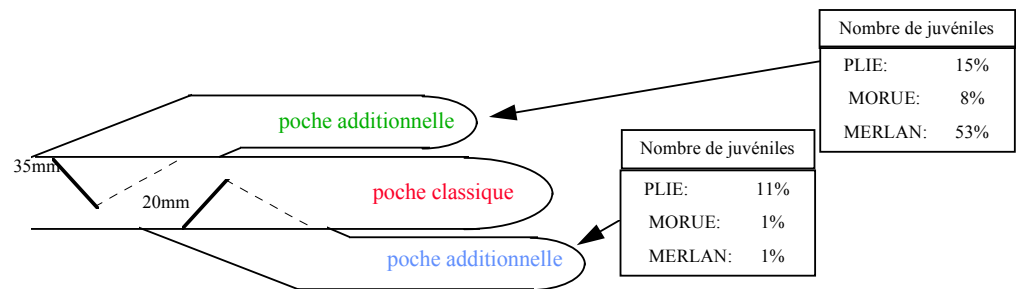 Nombre de juvéniles
PLIE: 15%
MORUE: 8%
MERLAN: 53%
poche additionnelle
35mm
poche classique
20mm
poche additionnelle
Nombre de juvéniles
PLIE: 11%
MORUE: 1%
MERLAN: 1%